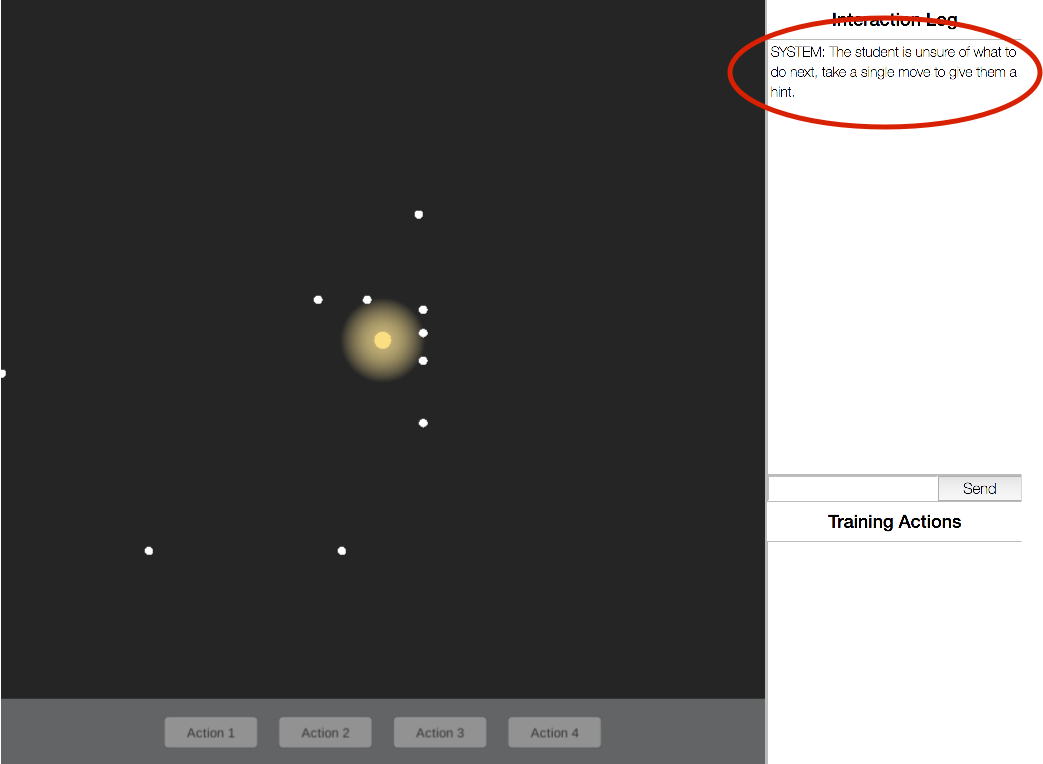 Interaction Log
SYSTEM: The student is unsure of what to
do next, take a single move to give them a
hint.
Send
Training Actions
Action 1
Action 2
Action 3
Action 4